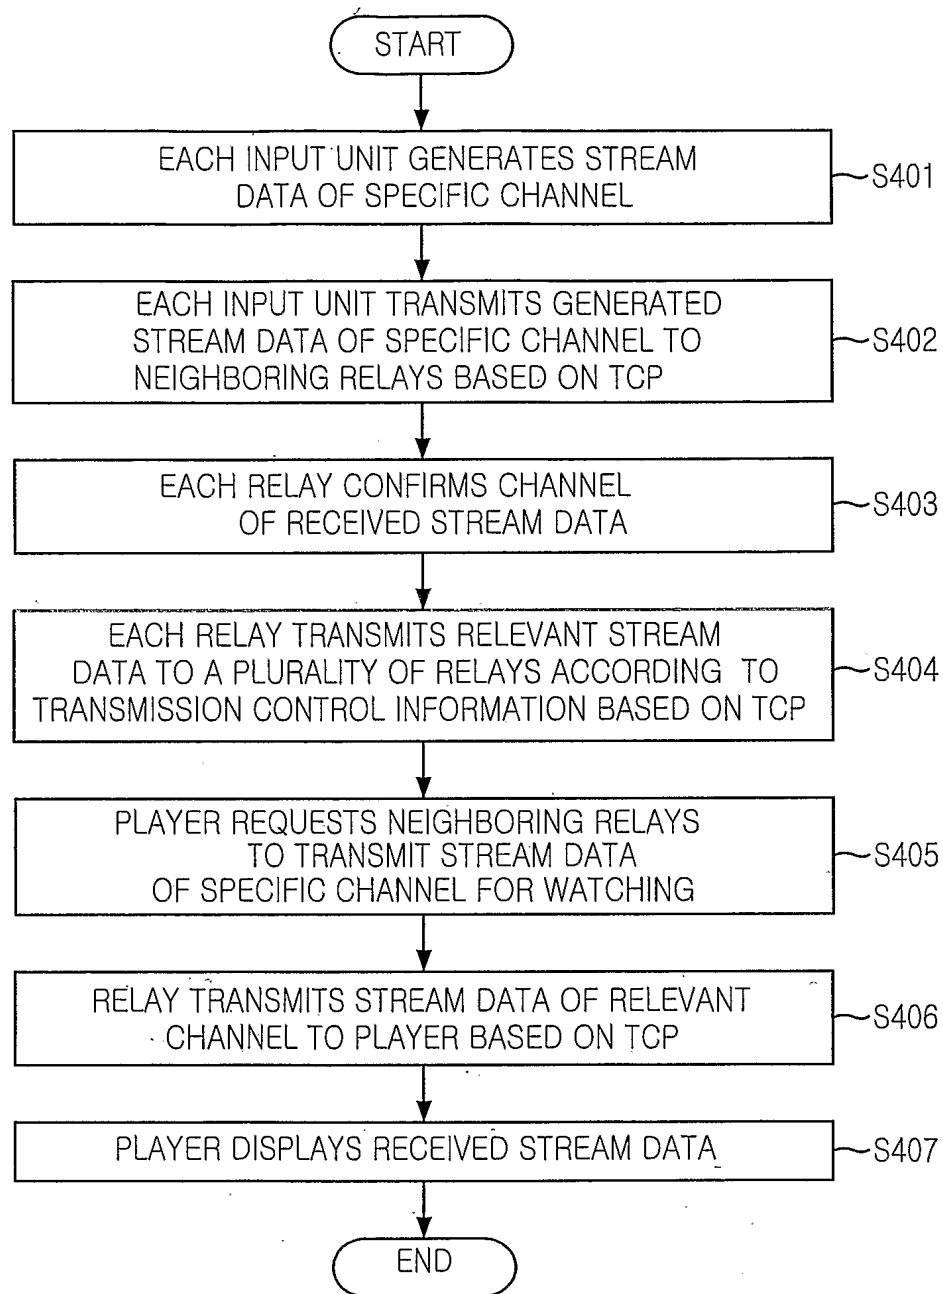 START
EACH INPUT UNIT GENERATES STREAM
DATA OF SPECIFIC CHANNEL
S401
EACH INPUT UNIT TRANSMITS GENERATED
STREAM DATA OF SPECIFIC CHANNEL TO
NEIGHBORING RELAYS BASED ON TCP
S402
EACH RELAY CONFIRMS CHANNEL
OF RECEIVED STREAM DATA
S403
EACH RELAY TRANSMITS RELEVANT STREAM
DATA TO A PLURALITY OF RELAYS ACCORDING TO
TRANSMISSION CONTROL INFORMATION BASED ON TCP
S404
PLAYER REQUESTS NEIGHBORING RELAYS
TO TRANSMIT STREAM DATA
OF SPECIFIC CHANNEL FOR WATCHING
S405
RELAY TRANSMITS STREAM DATA OF RELEVANT
CHANNEL TO PLAYER BASED ON TCP
S406
PLAYER DISPLAYS RECEIVED STREAM DATA
S407
END